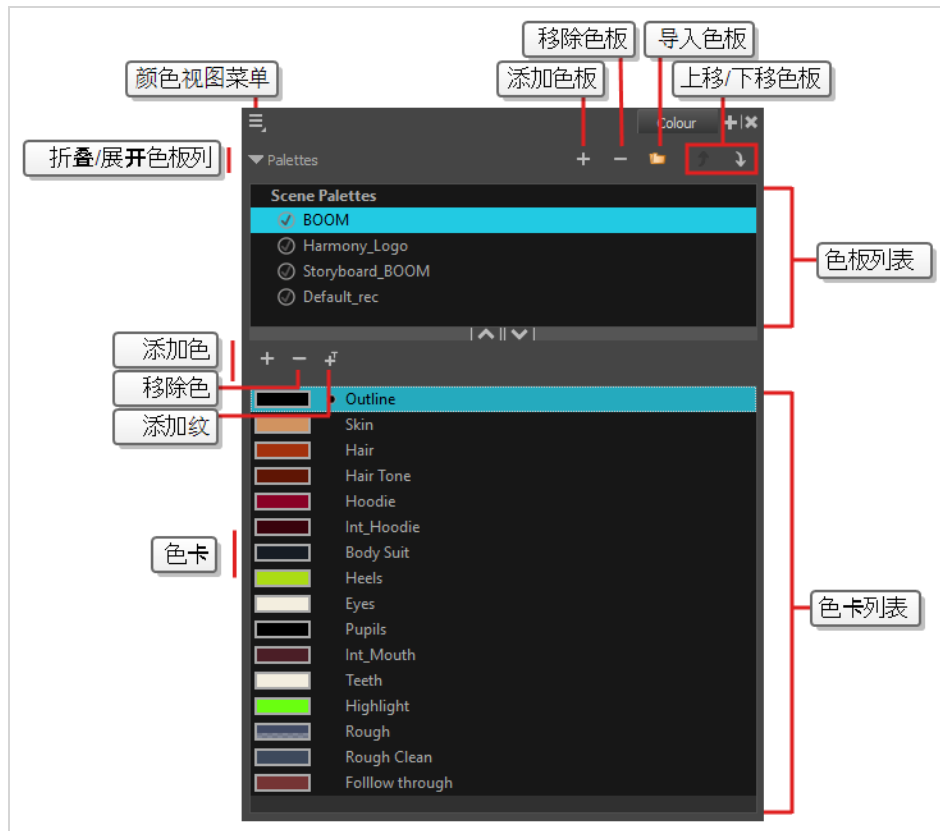 移除色板
导入色板
颜色视图菜单
添加色板
上移/下移色板
Colour
折叠/展开色板列
Palettes
Scene Palettes
BOOM
Harmony_Logo
色板列表
Storyboard_BOOM
Default_rec
添加色
移除色
添加纹
Outline
Skin
Hair
Hair Tone
Hoodie
Int_Hoodie
色卡
Body Suit
Heels
Eyes
色卡列表
Pupils
Int_Mouth
Teeth
Highlight
Rough
Rough Clean
Folllow through